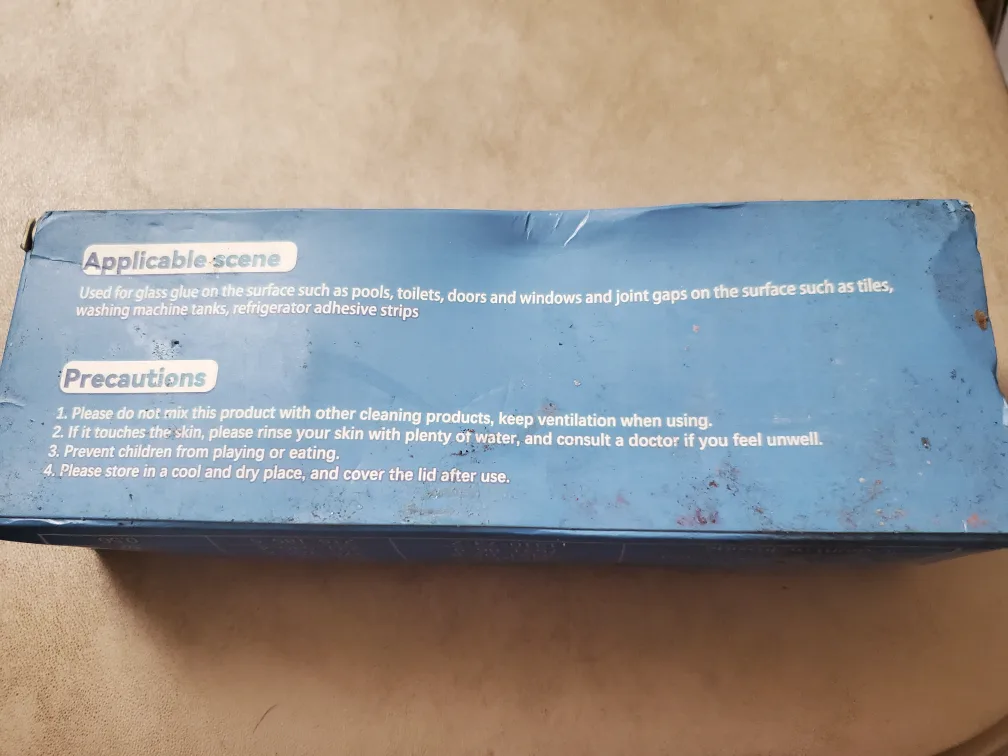 Applicable scene
Used for glass glue on the surface such as pools, toilets, doors and windows and joint gaps on the surface such as tiles,
washing machine tanks, refrigerator adhesive strips
Precautions
1. Please do not mix this product with other cleaning products, keep ventilation when using.
2. If it touches the skin, please rinse your skin with plenty of water, and consult a doctor if you feel unwell.
3. Prevent children from playing or eating.
4. Please store in a cool and dry place, and cover the lid after use.